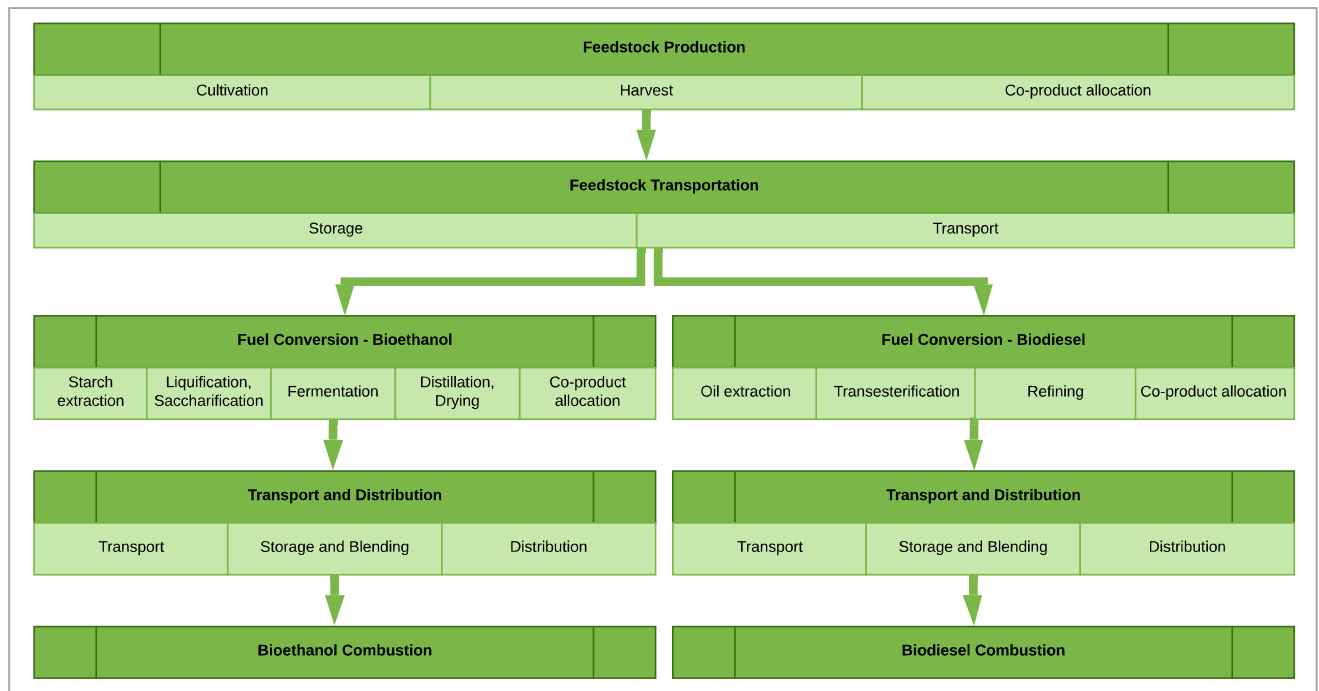 Feedstock Production
Cultivation
Harvest
Co-product allocation
Feedstock Transportation
Storage
Transport
Fuel Conversion - Bioethanol
Starch
extraction
Liquification,
Saccharification
Fermentation
Distillation,
Drying
Co-product
allocation
Fuel Conversion - Biodiesel
Oil extraction
Transesterification
Refining
Co-product allocation
Transport and Distribution
Transport
Storage and Blending
Distribution
Transport and Distribution
Transport
Storage and Blending
Distribution
Bioethanol Combustion
Biodiesel Combustion